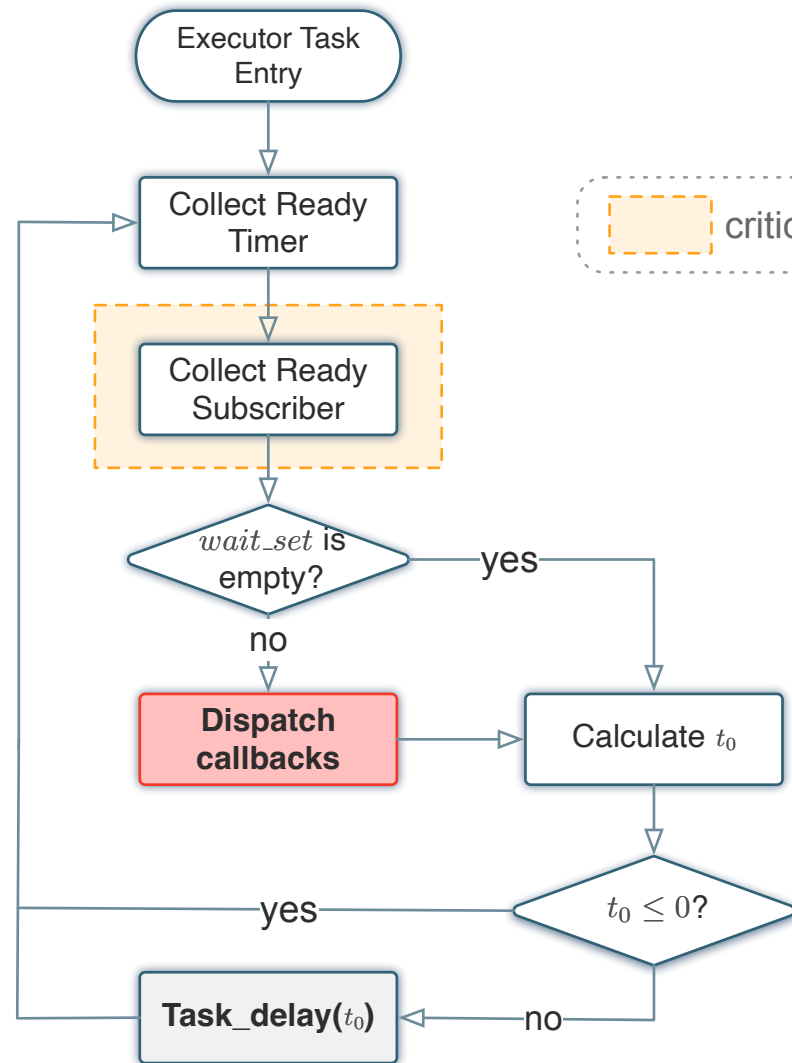 Executor Task
Entry
Collect Ready
Timer
critic
Collect Ready
Subscriber
wait_set is
empty?
yes
no
Dispatch
callbacks
Calculate t₀
t₀ ≤ 0?
yes
Task_delay(t₀)
no